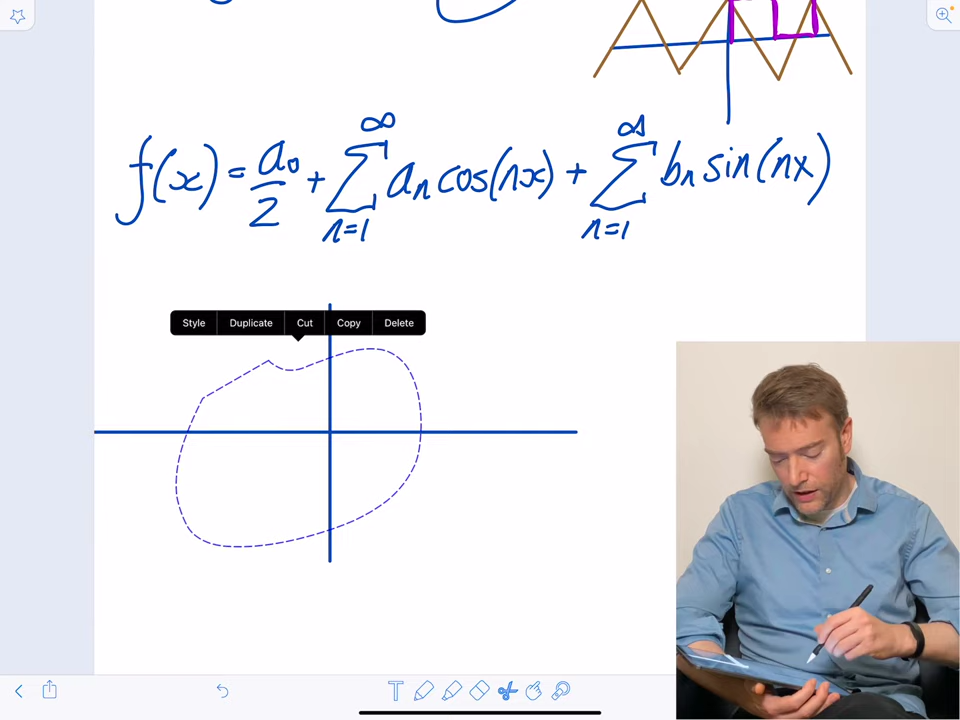 ∞ ∞
f(x) = a₀/2 + Σ aₙ cos(nx) + Σ bₙ sin(nx)
n=1 n=1
Style Duplicate Cut Copy Delete
T